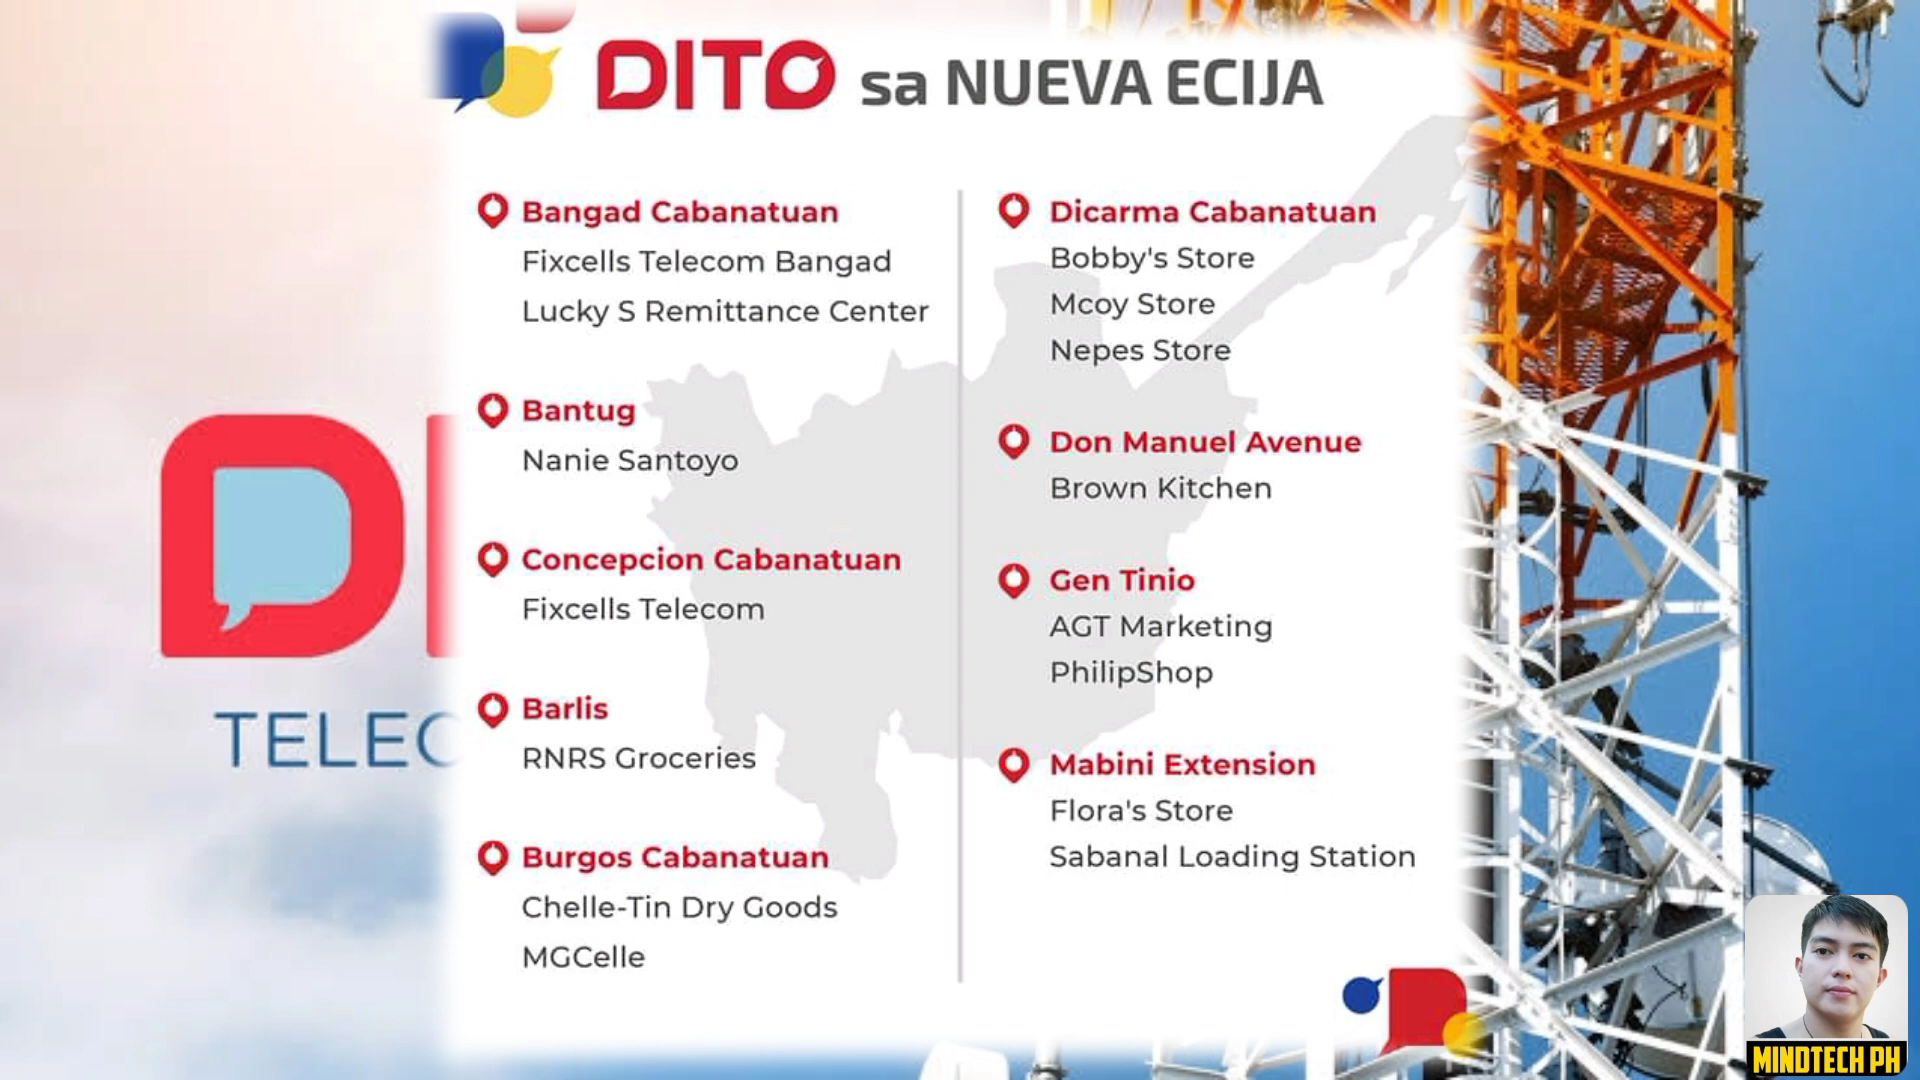 DITO sa NUEVA ECIJA
Bangad Cabanatuan
Fixcells Telecom Bangad
Lucky S Remittance Center
Bantug
Nanie Santoyo
Concepcion Cabanatuan
Fixcells Telecom
Barlis
RNRS Groceries
Burgos Cabanatuan
Chelle-Tin Dry Goods
MGCelle
Dicarma Cabanatuan
Bobby's Store
Mcoy Store
Nepes Store
Don Manuel Avenue
Brown Kitchen
Gen Tinio
AGT Marketing
PhilipShop
Mabini Extension
Flora's Store
Sabanal Loading Station
D
TELEC
MINDTECH PH